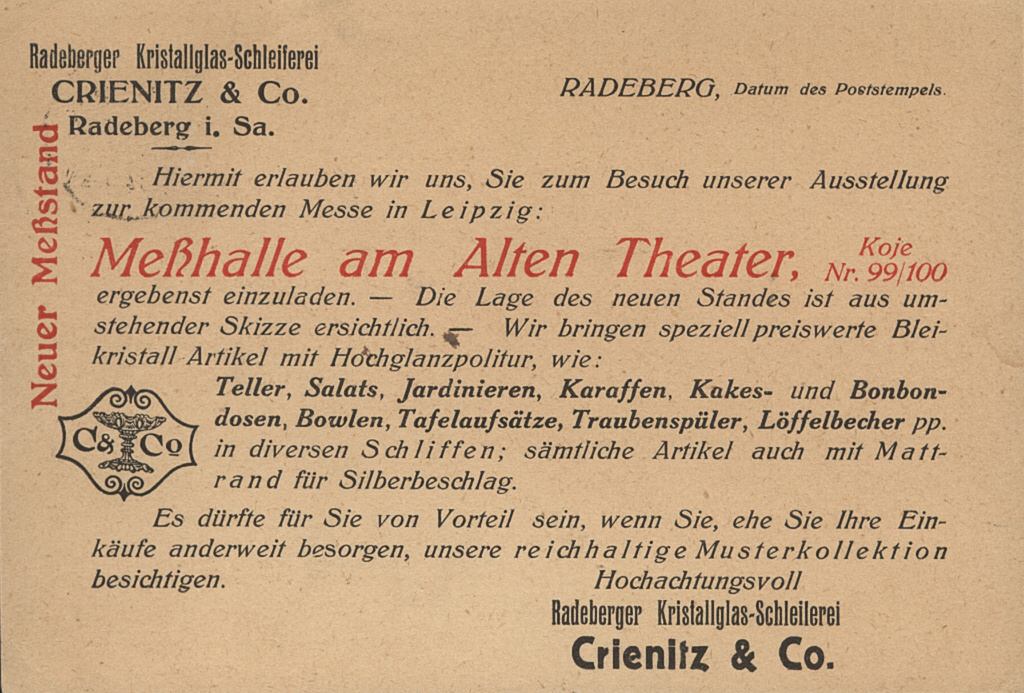 Radeberger Kristallglas-Schleiferei
CRIENITZ & Co.
Radeberg i. Sa.
RADEBERG, Datum des Poststempels.
Neuer Meßstand
Hiermit erlauben wir uns, Sie zum Besuch unserer Ausstellung
zur kommenden Messe in Leipzig:
Meßhalle am Alten Theater, Koje Nr. 99/100
ergebenst einzuladen. — Die Lage des neuen Standes ist aus um-
stehender Skizze ersichtlich. — Wir bringen speziell preiswerte Blei-
kristall-Artikel mit Hochglanzpolitur, wie:
Teller, Salats, Jardinieren, Karaffen, Kakes- und Bonbon-
dosen, Bowlen, Tafelaufsätze, Traubenspüler, Löffelbecher pp.
in diversen Schliffen; sämtliche Artikel auch mit Matt-
rand für Silberbeschlag.
C & Co
Es dürfte für Sie von Vorteil sein, wenn Sie, ehe Sie Ihre Ein-
käufe anderweit besorgen, unsere reichhaltige Musterkollektion
besichtigen.
Hochachtungsvoll
Radeberger Kristallglas-Schleiferei
Crienitz & Co.